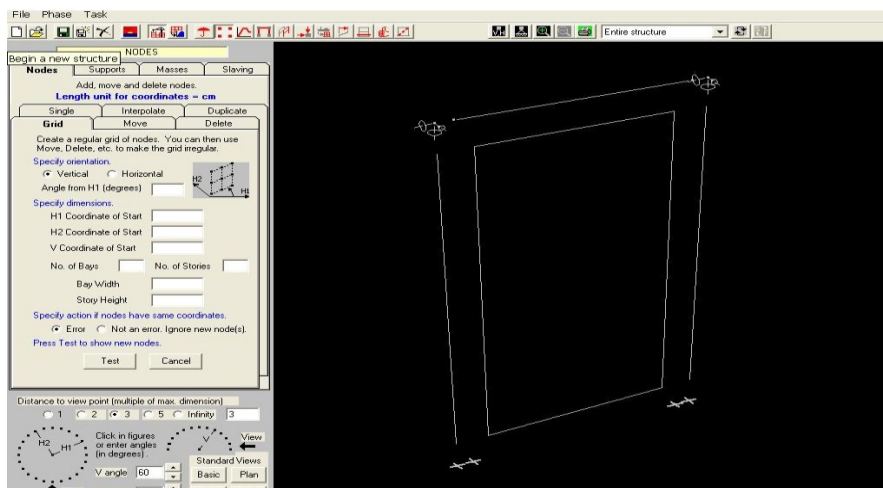 File Phase Task
Entire structure
NODES
Begin a new structure
Nodes Supports Masses Slaving
Add, move and delete nodes.
Length unit for coordinates = cm
Single Interpolate Duplicate
Grid Move Delete
Create a regular grid of nodes. You can then use
Move, Delete, etc. to make the grid irregular.
Specify orientation.
Vertical Horizontal
Angle from H1 (degrees)
H2
H1
Specify dimensions.
H1 Coordinate of Start
H2 Coordinate of Start
V Coordinate of Start
No. of Bays No. of Stories
Bay Width
Story Height
Specify action if nodes have same coordinates.
Error Not an error. Ignore new node(s).
Press Test to show new nodes.
Test Cancel
Distance to view point (multiple of max. dimension)
1 2 3 5 Infinity 3
H2 H1
Click in figures
or enter angles
(in degrees).
V
View
Standard Views
V angle 60
Basic Plan